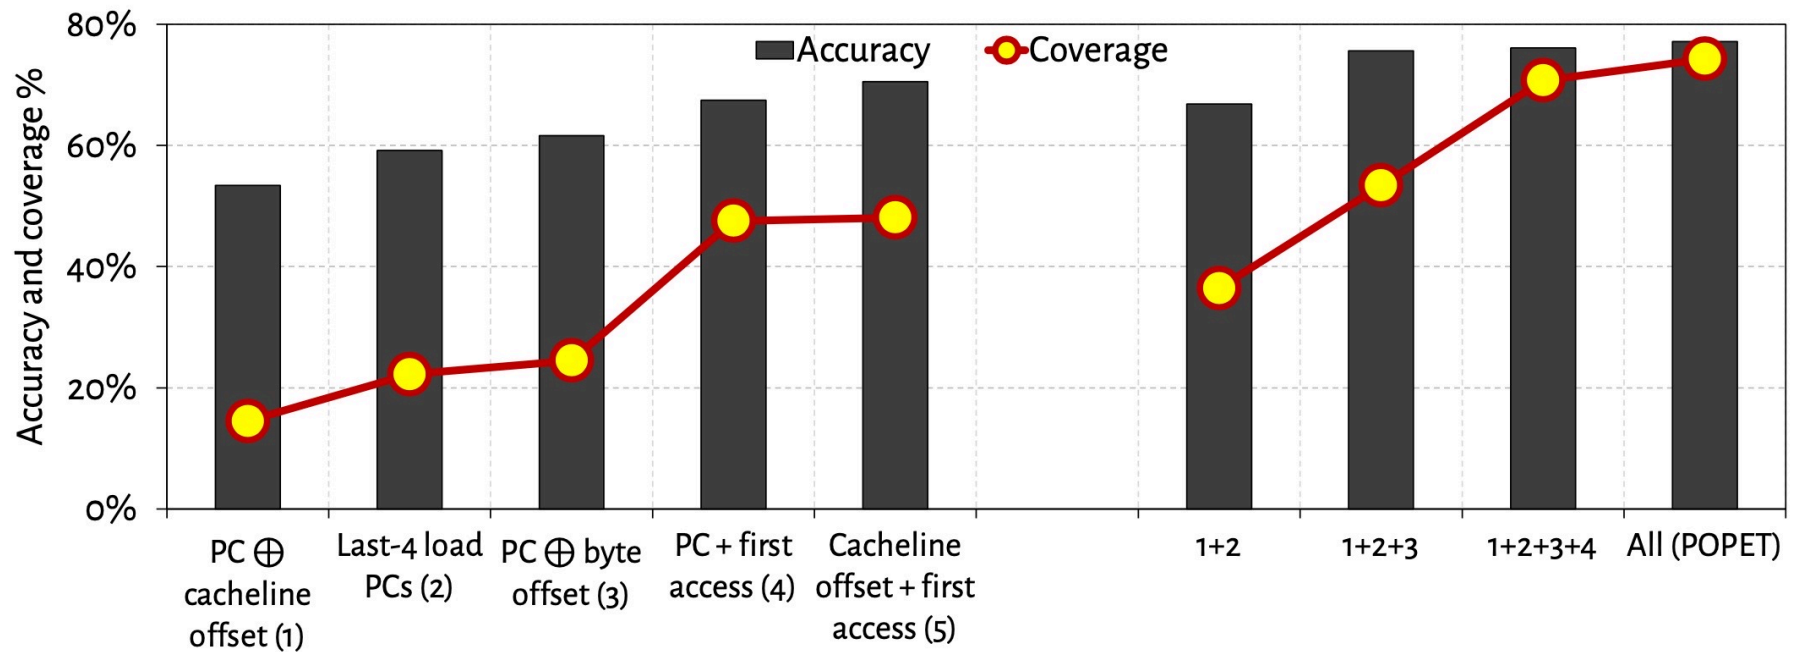 Accuracy and coverage %
80%
60%
40%
20%
0%
Accuracy
Coverage
PC ⊕
cacheline
offset (1)
Last-4 load
PCs (2)
PC ⊕ byte
offset (3)
PC + first
access (4)
Cacheline
offset + first
access (5)
1+2
1+2+3
1+2+3+4
All (POPET)